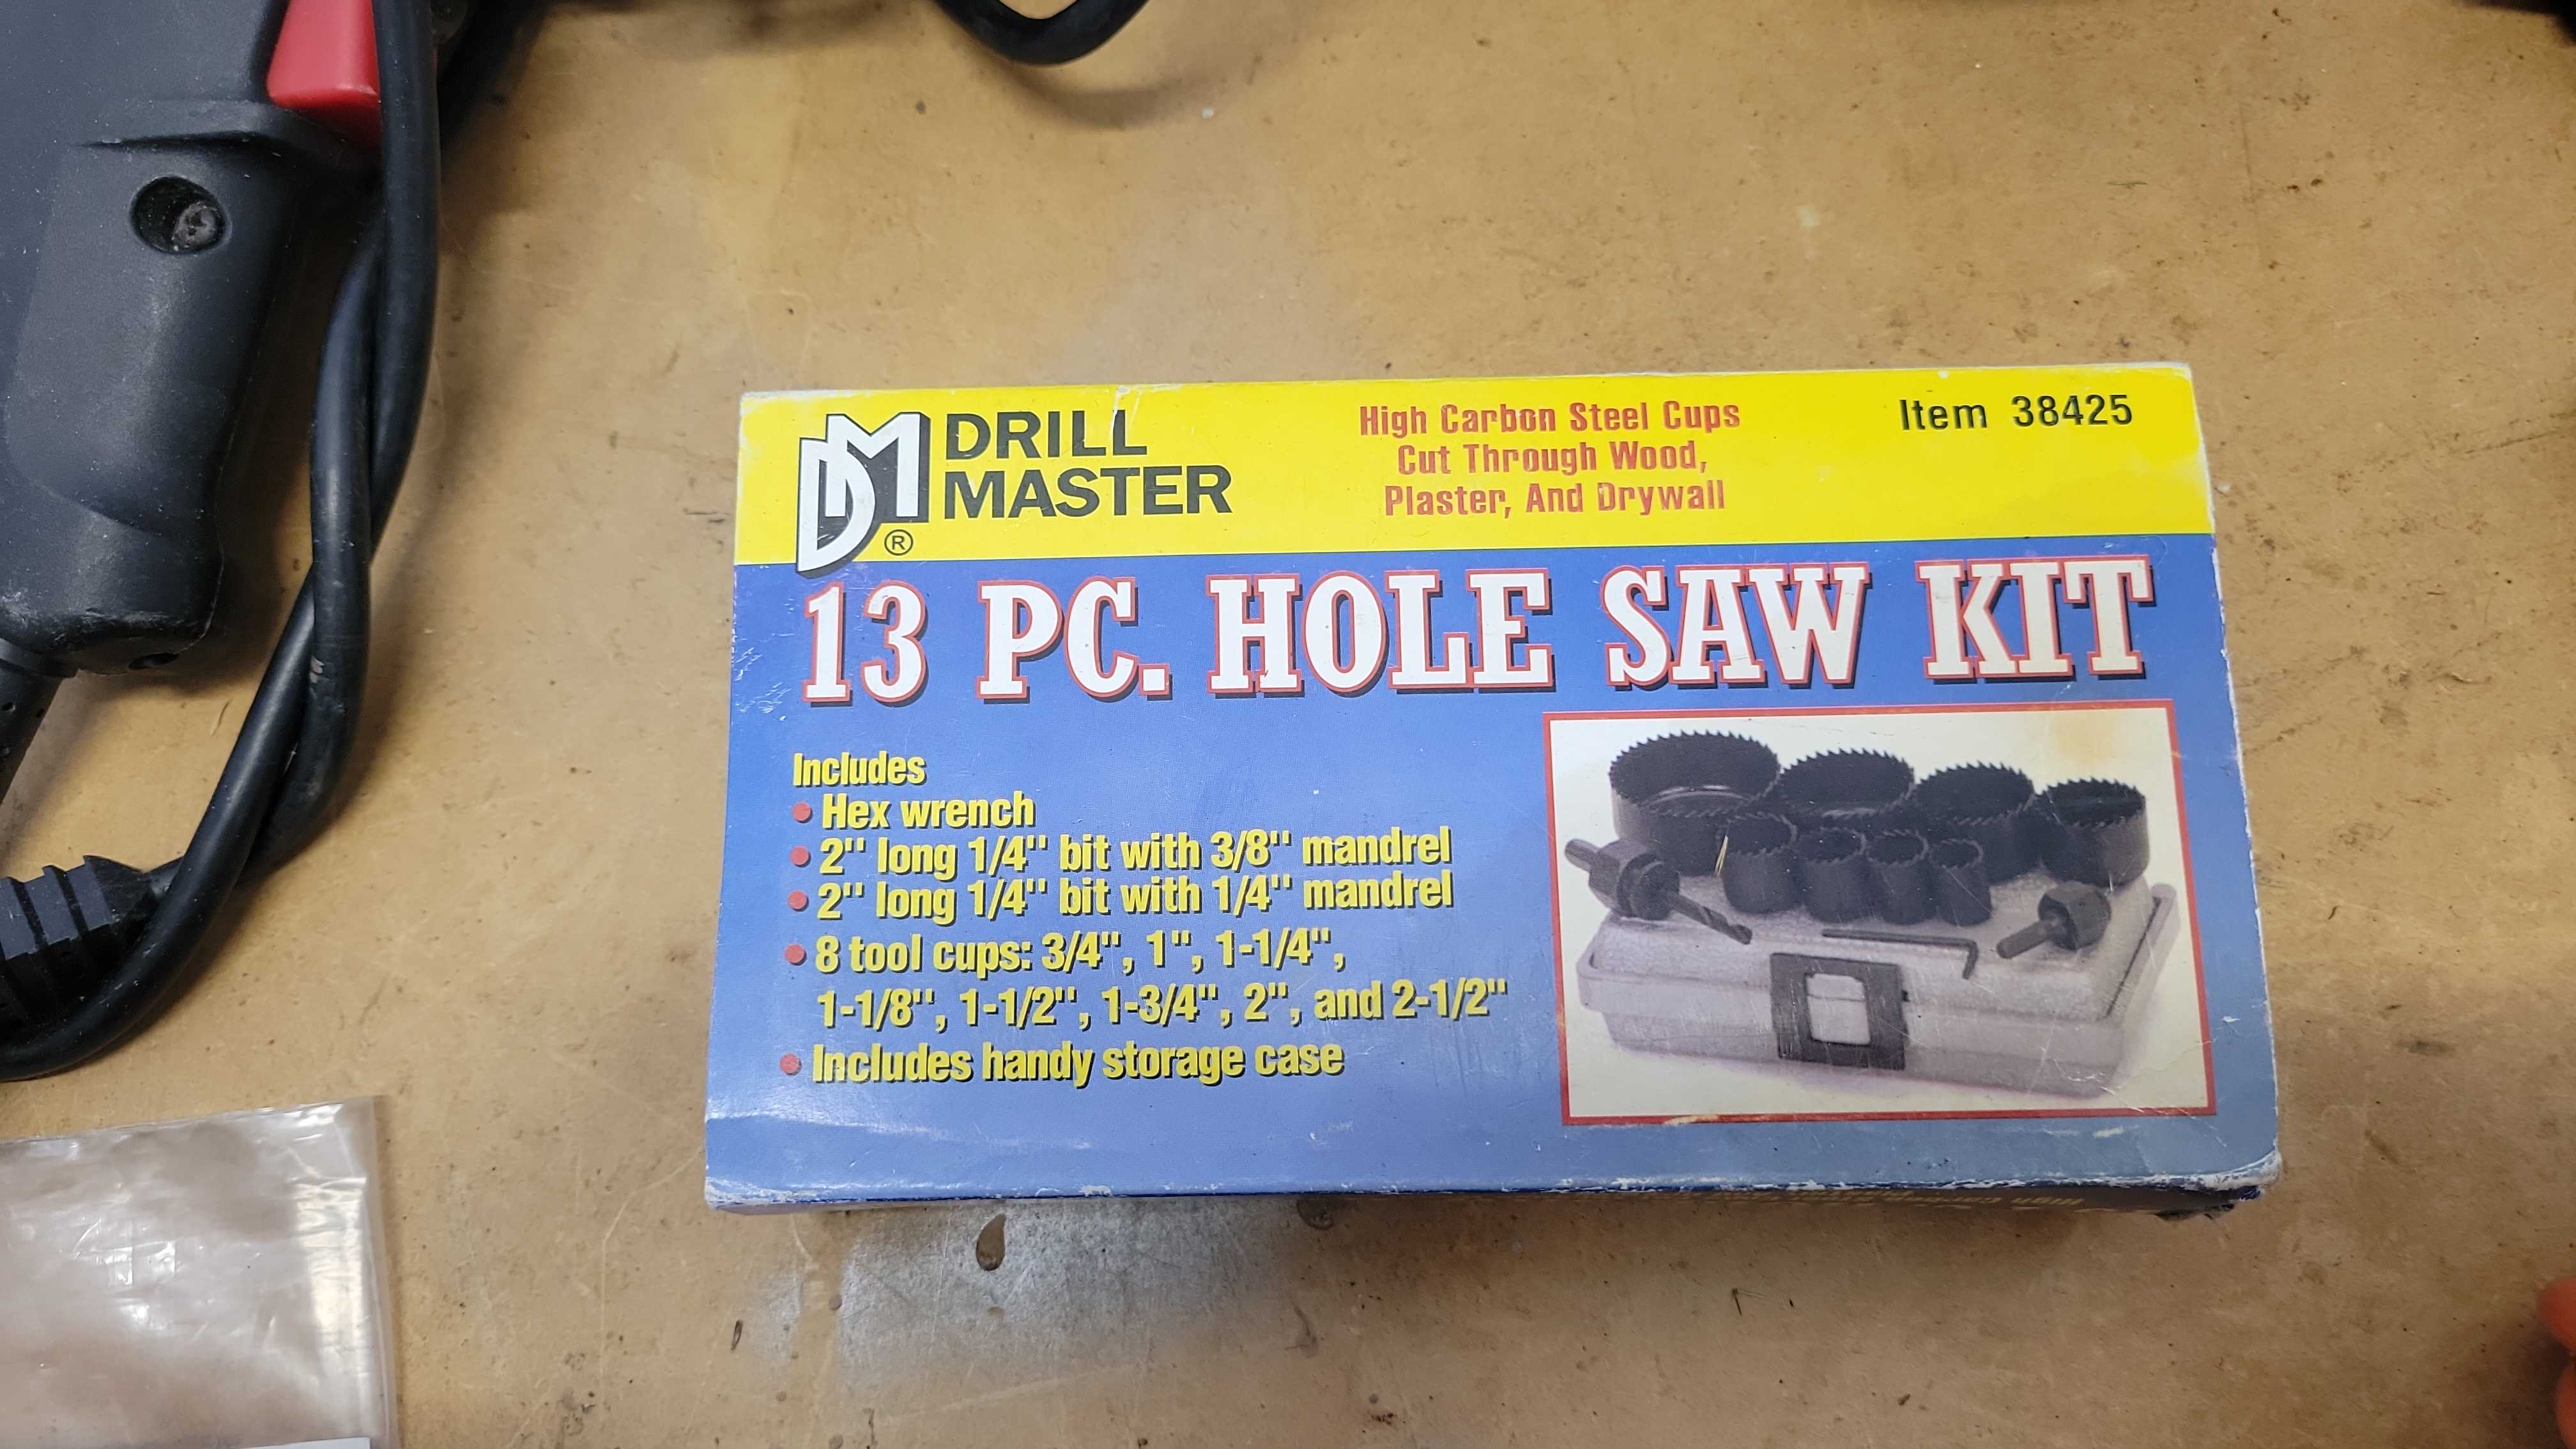 DM DRILL
MASTER
®
High Carbon Steel Cups
Cut Through Wood,
Plaster, And Drywall
Item 38425
13 PC. HOLE SAW KIT
Includes
• Hex wrench
• 2" long 1/4" bit with 3/8" mandrel
• 2" long 1/4" bit with 1/4" mandrel
• 8 tool cups: 3/4", 1", 1-1/4",
1-1/8", 1-1/2", 1-3/4", 2", and 2-1/2"
• Includes handy storage case